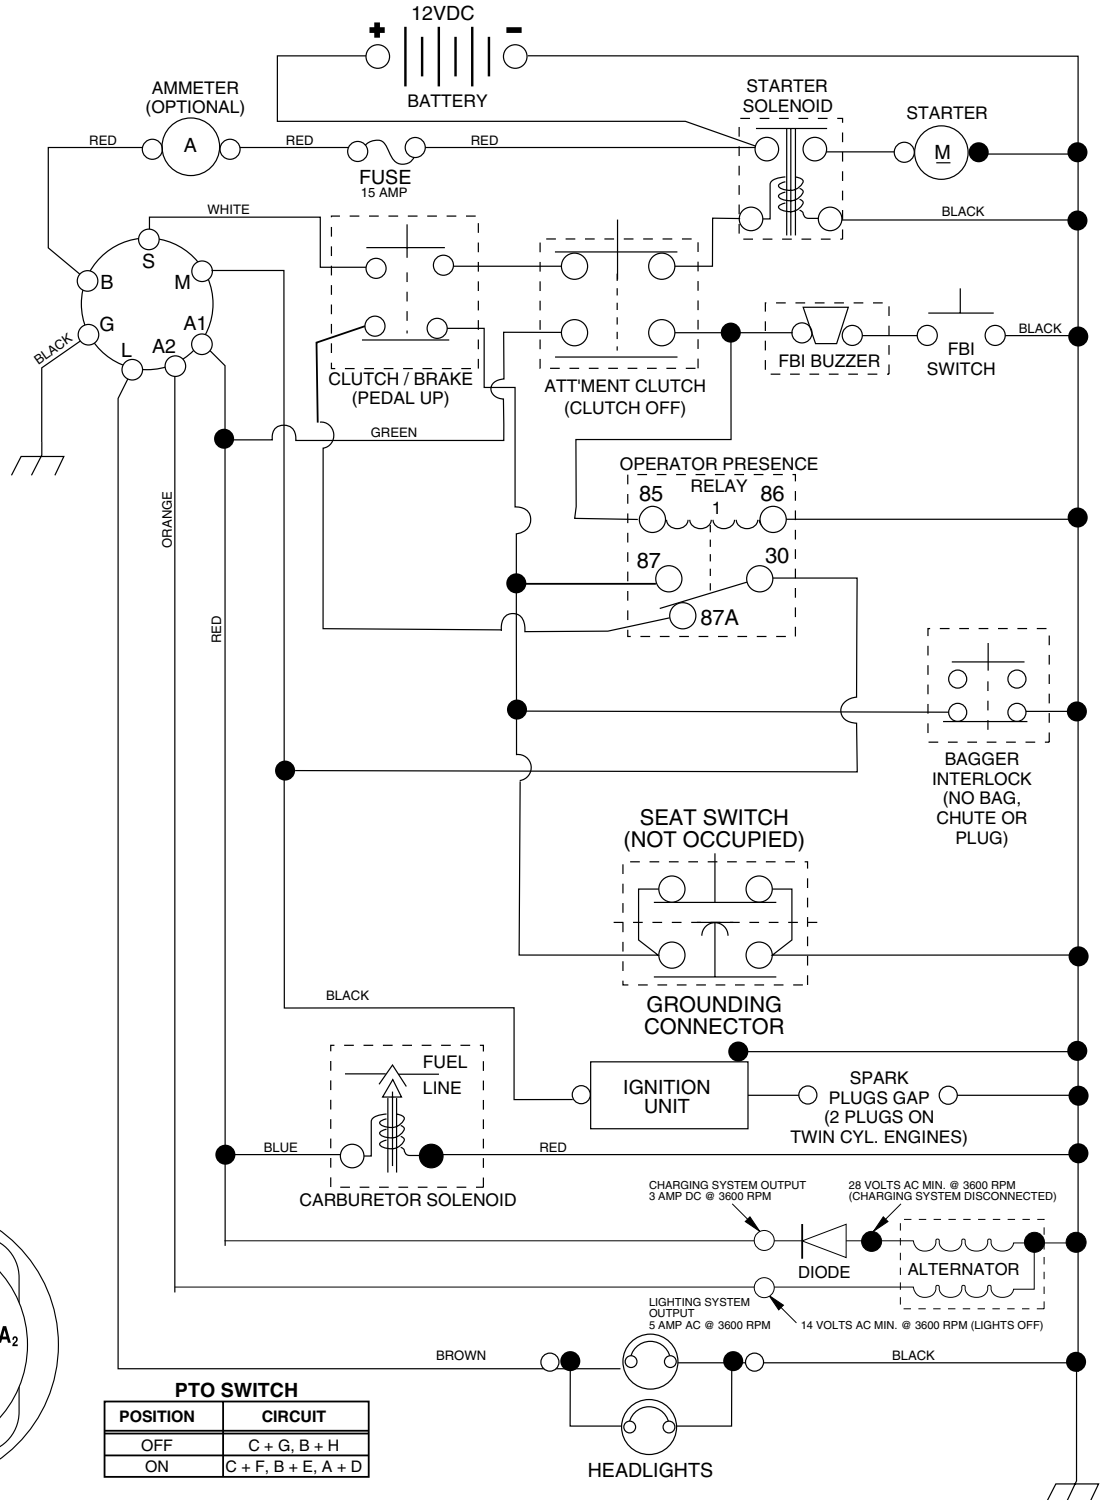 12VDC
+ -
BATTERY
AMMETER
(OPTIONAL)
STARTER
SOLENOID
STARTER
RED
A
RED
RED
M
FUSE
15 AMP
WHITE
BLACK
S
B
M
G
A1
L
A2
BLACK
CLUTCH / BRAKE
(PEDAL UP)
ATT'MENT CLUTCH
(CLUTCH OFF)
FBI BUZZER
FBI
SWITCH
BLACK
GREEN
OPERATOR PRESENCE
RELAY
1
85
86
87
30
87A
ORANGE
RED
BAGGER
INTERLOCK
(NO BAG,
CHUTE OR
PLUG)
SEAT SWITCH
(NOT OCCUPIED)
BLACK
GROUNDING
CONNECTOR
FUEL
LINE
IGNITION
UNIT
SPARK
PLUGS GAP
(2 PLUGS ON
TWIN CYL. ENGINES)
BLUE
RED
CARBURETOR SOLENOID
CHARGING SYSTEM OUTPUT
3 AMP DC @ 3600 RPM
28 VOLTS AC MIN. @ 3600 RPM
(CHARGING SYSTEM DISCONNECTED)
DIODE
ALTERNATOR
LIGHTING SYSTEM
OUTPUT
5 AMP AC @ 3600 RPM
14 VOLTS AC MIN. @ 3600 RPM (LIGHTS OFF)
A2
BROWN
BLACK
HEADLIGHTS
PTO SWITCH
POSITION CIRCUIT
OFF C + G, B + H
ON C + F, B + E, A + D